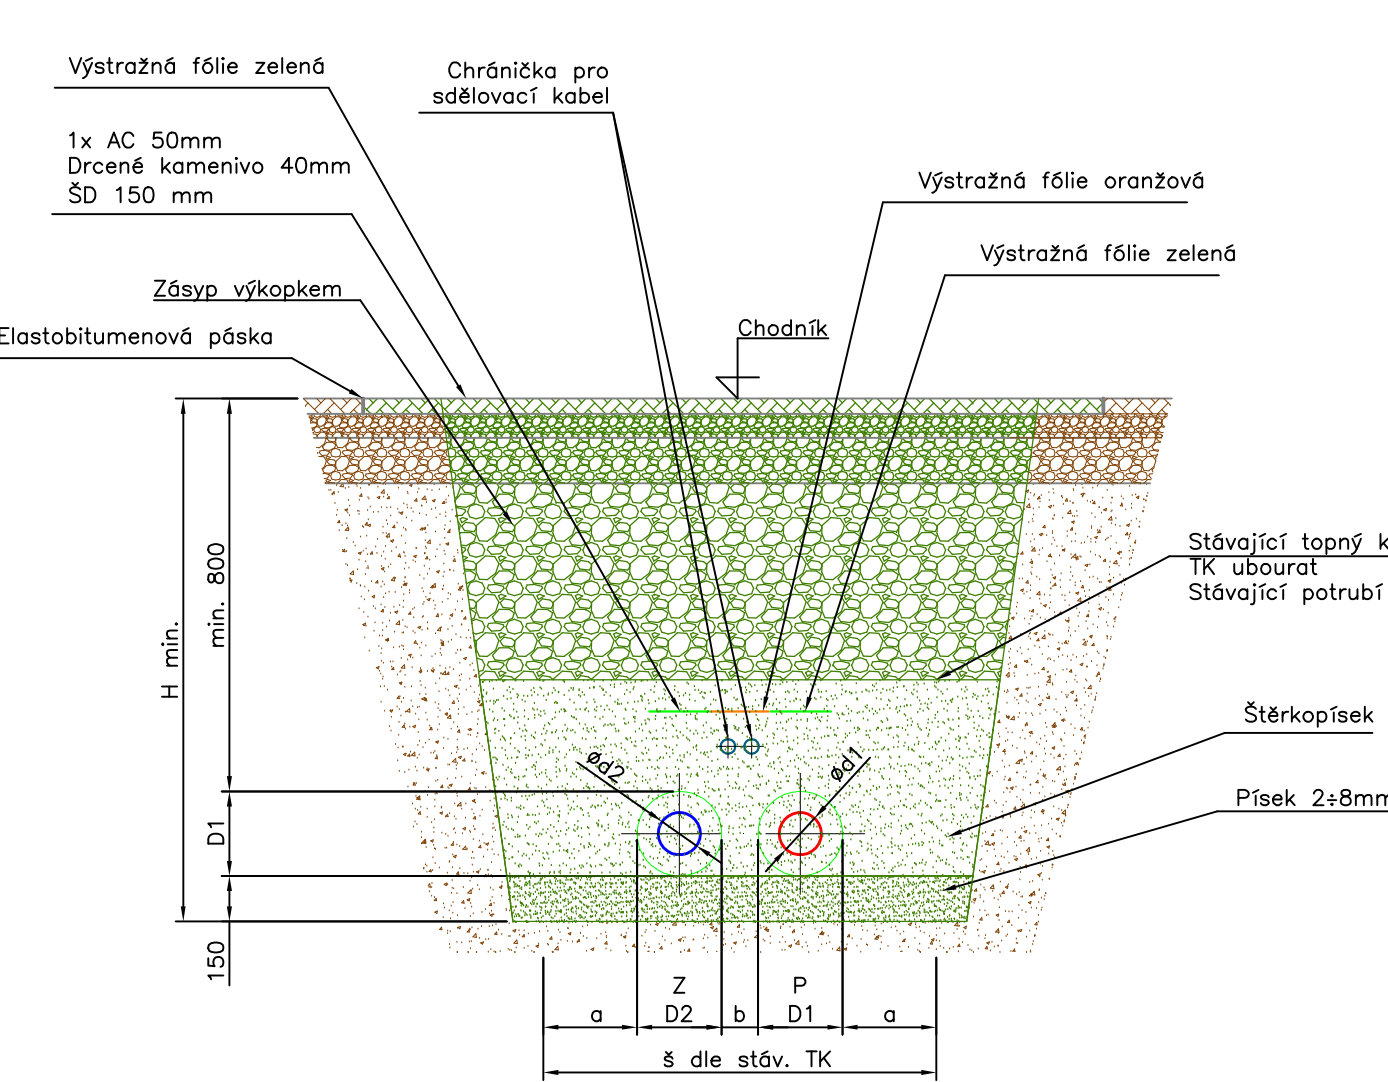 Výstražná fólie zelená
Chránička pro
sdělovací kabel
1x AC 50mm
Drcené kamenivo 40mm
ŠD 150 mm
Výstražná fólie oranžová
Výstražná fólie zelená
Zásyp výkopkem
Elastobitumenová páska
Chodník
Stávající topný k
TK ubourat
Stávající potrubí
min. 800
H min.
Štěrkopísek
ød2
ød1
Písek 2÷8mm
D1
150
Z
P
a
D2
b
D1
a
š dle stáv. TK